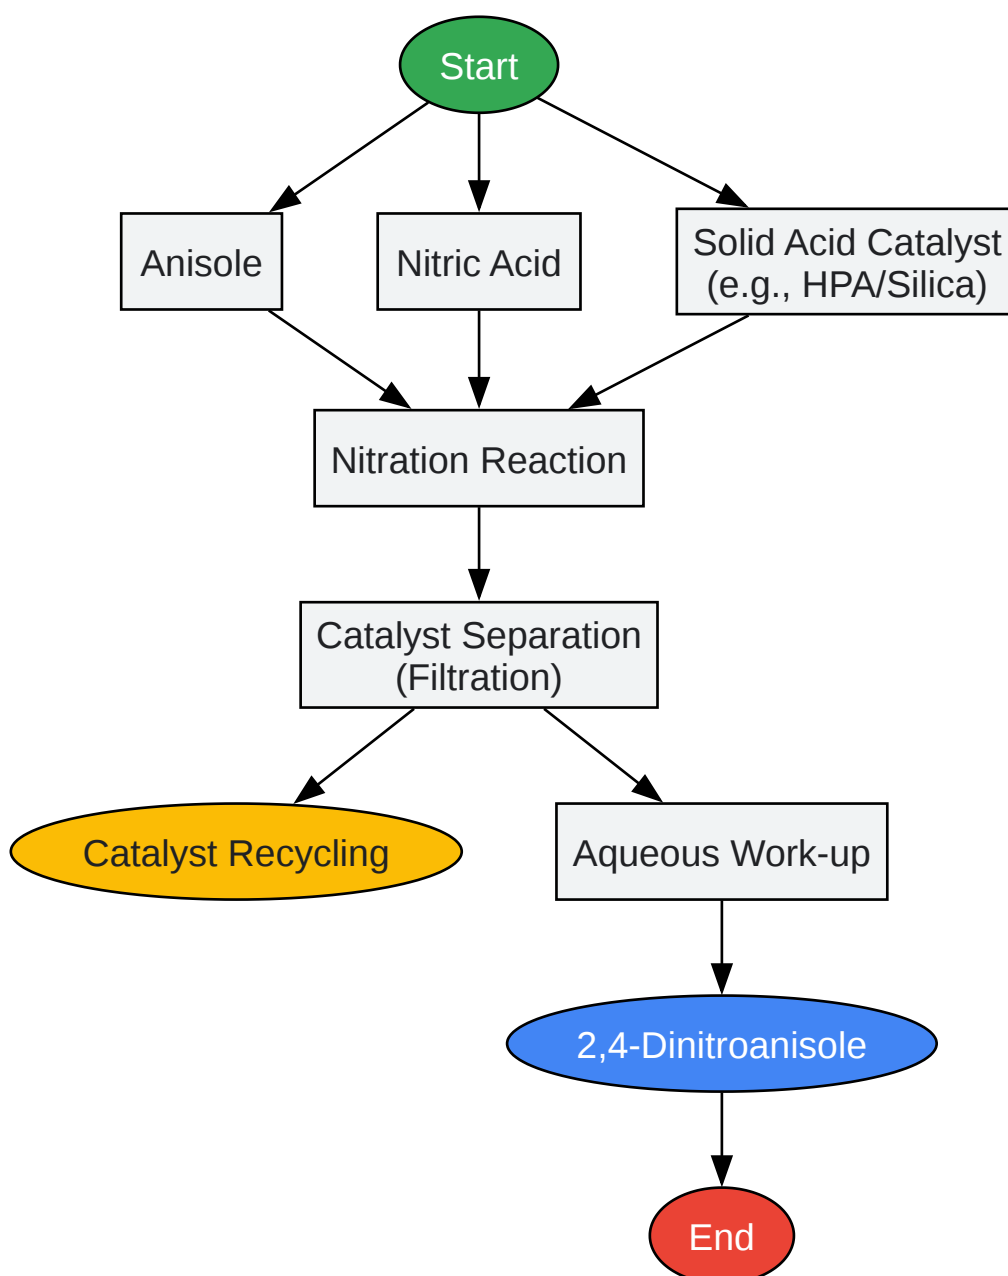 Start
Anisole
Nitric Acid
Solid Acid Catalyst
(e.g., HPA/Silica)
Nitration Reaction
Catalyst Separation
(Filtration)
Catalyst Recycling
Aqueous Work-up
2,4-Dinitroanisole
End